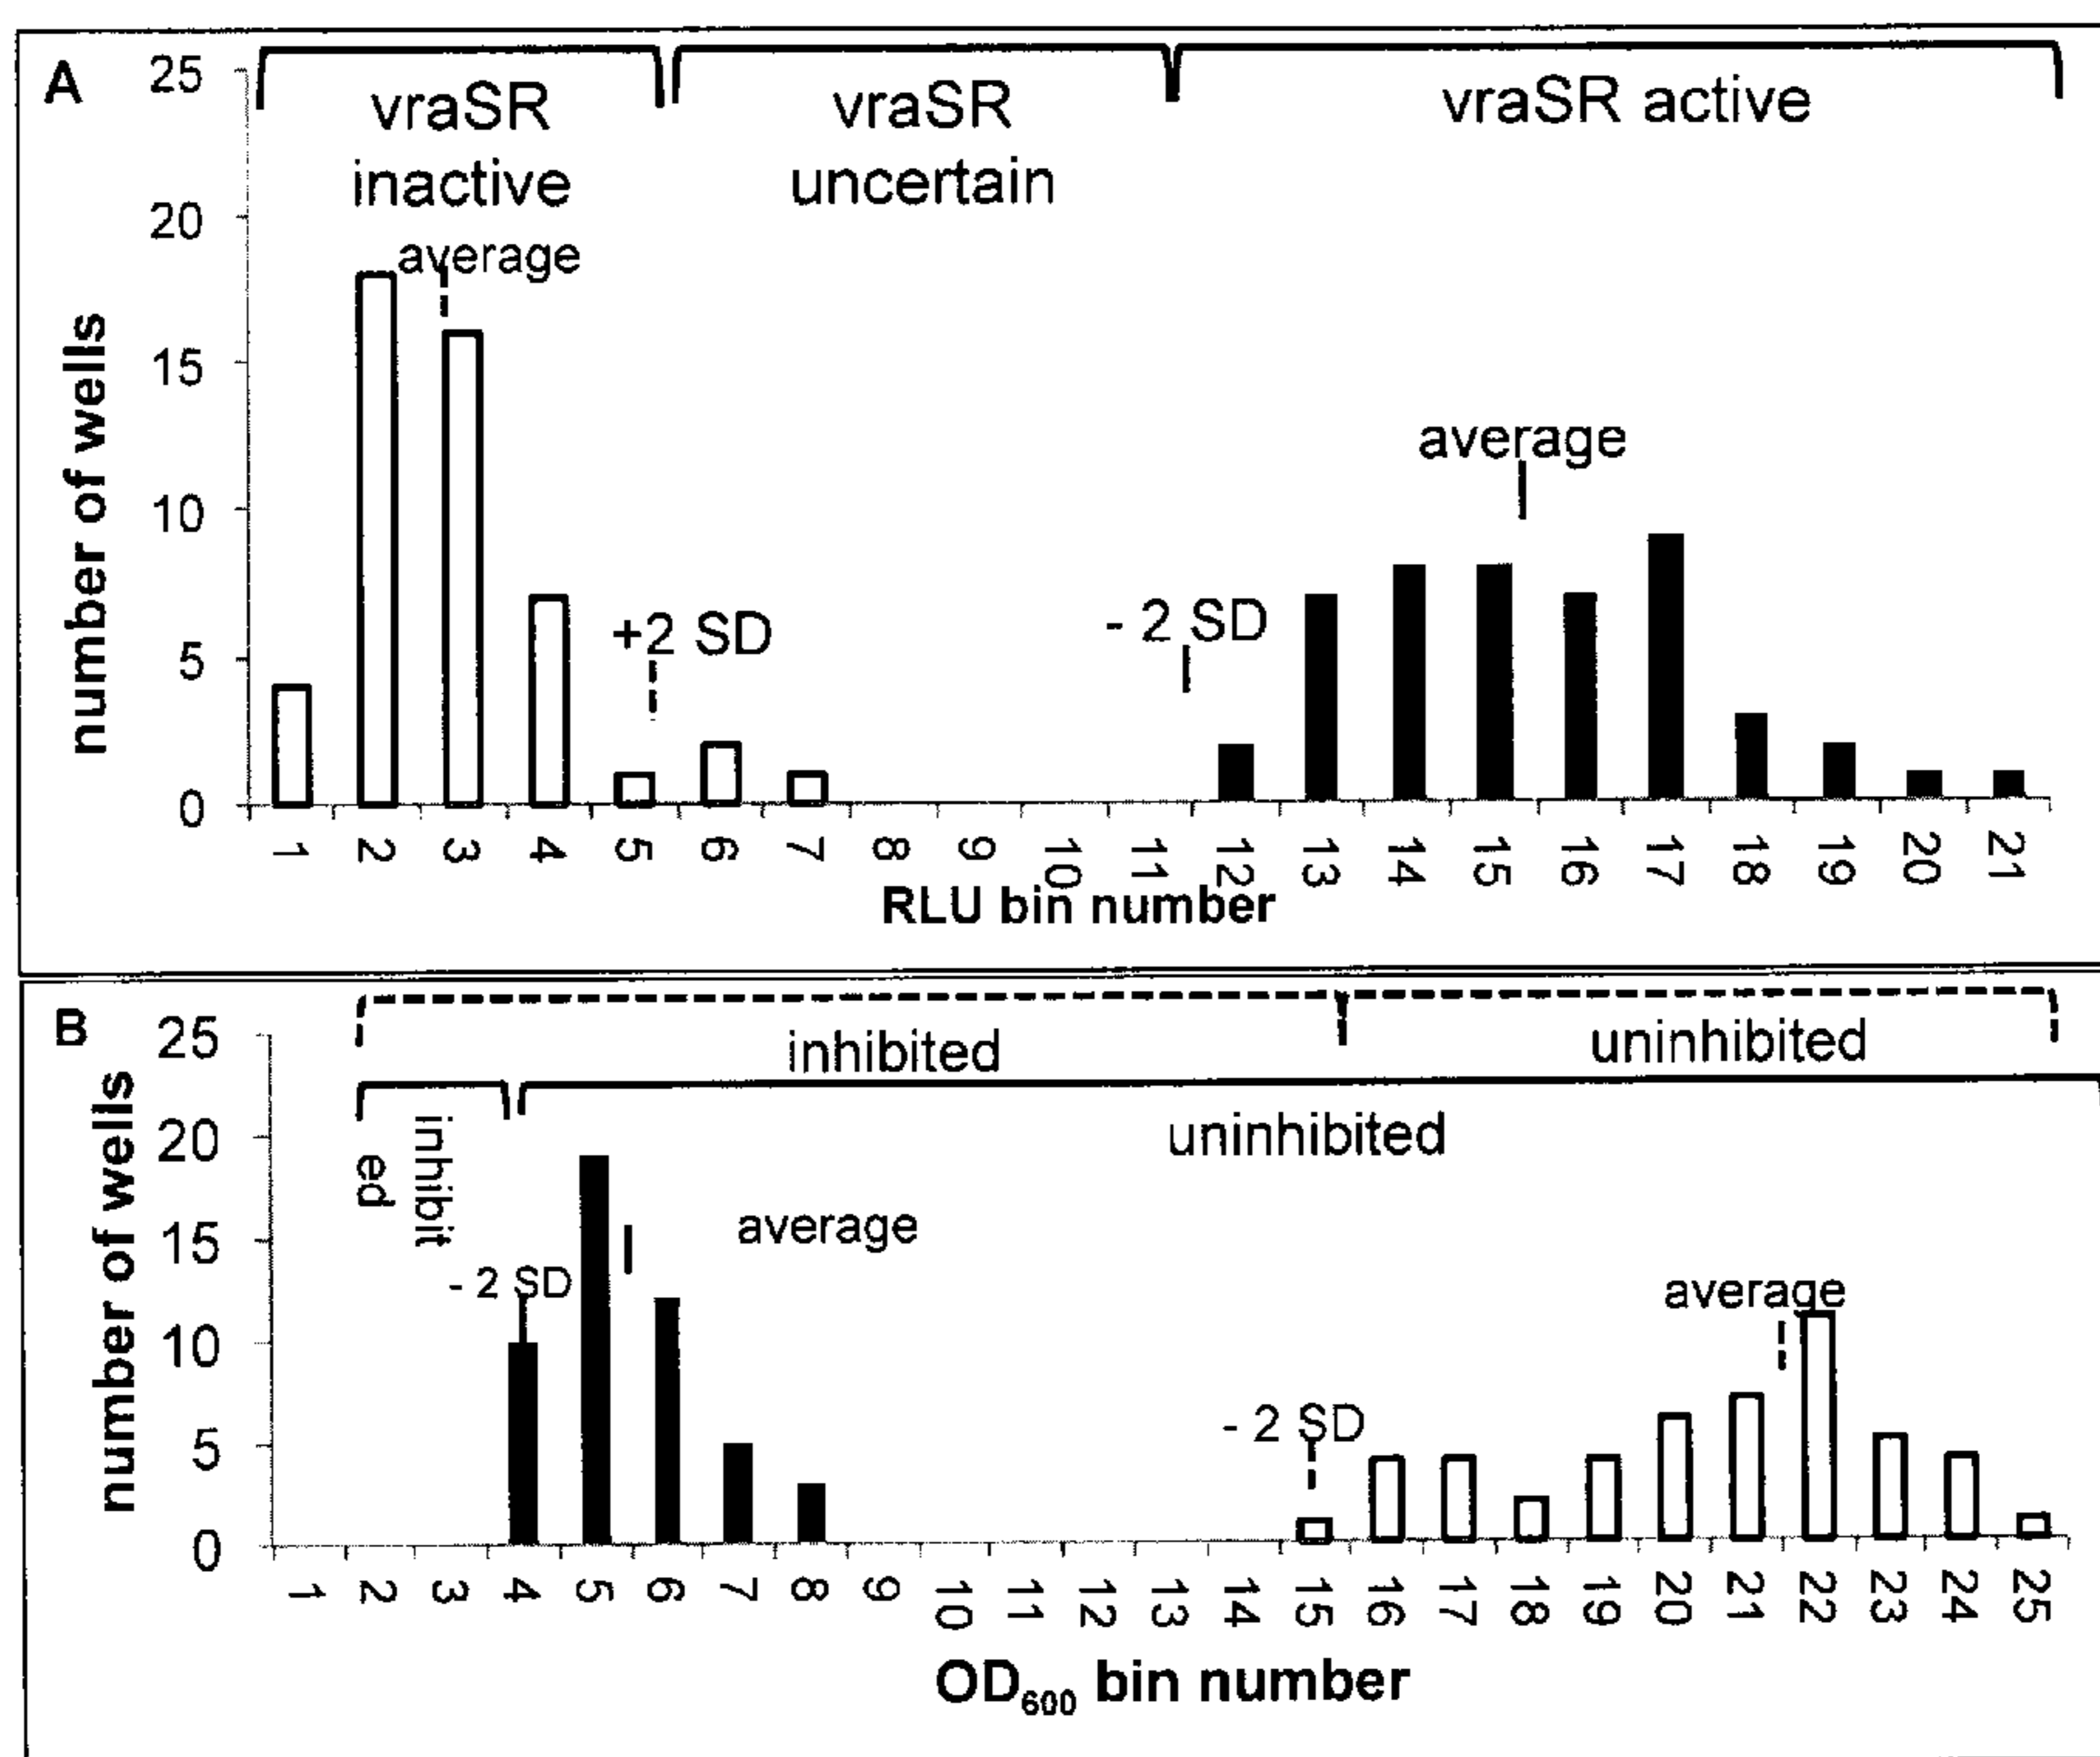 A
25
20
15
10
5
0
number of wells
vraSR
inactive
vraSR
uncertain
vraSR active
average
+2 SD
- 2 SD
average
1 2 3 4 5 6 7 8 9 10 11 12 13 14 15 16 17 18 19 20 21
RLU bin number
B
25
20
15
10
5
0
number of wells
inhibited
uninhibited
inhibit
ed
uninhibited
- 2 SD
average
- 2 SD
average
1 2 3 4 5 6 7 8 9 10 11 12 13 14 15 16 17 18 19 20 21 22 23 24 25
OD600 bin number